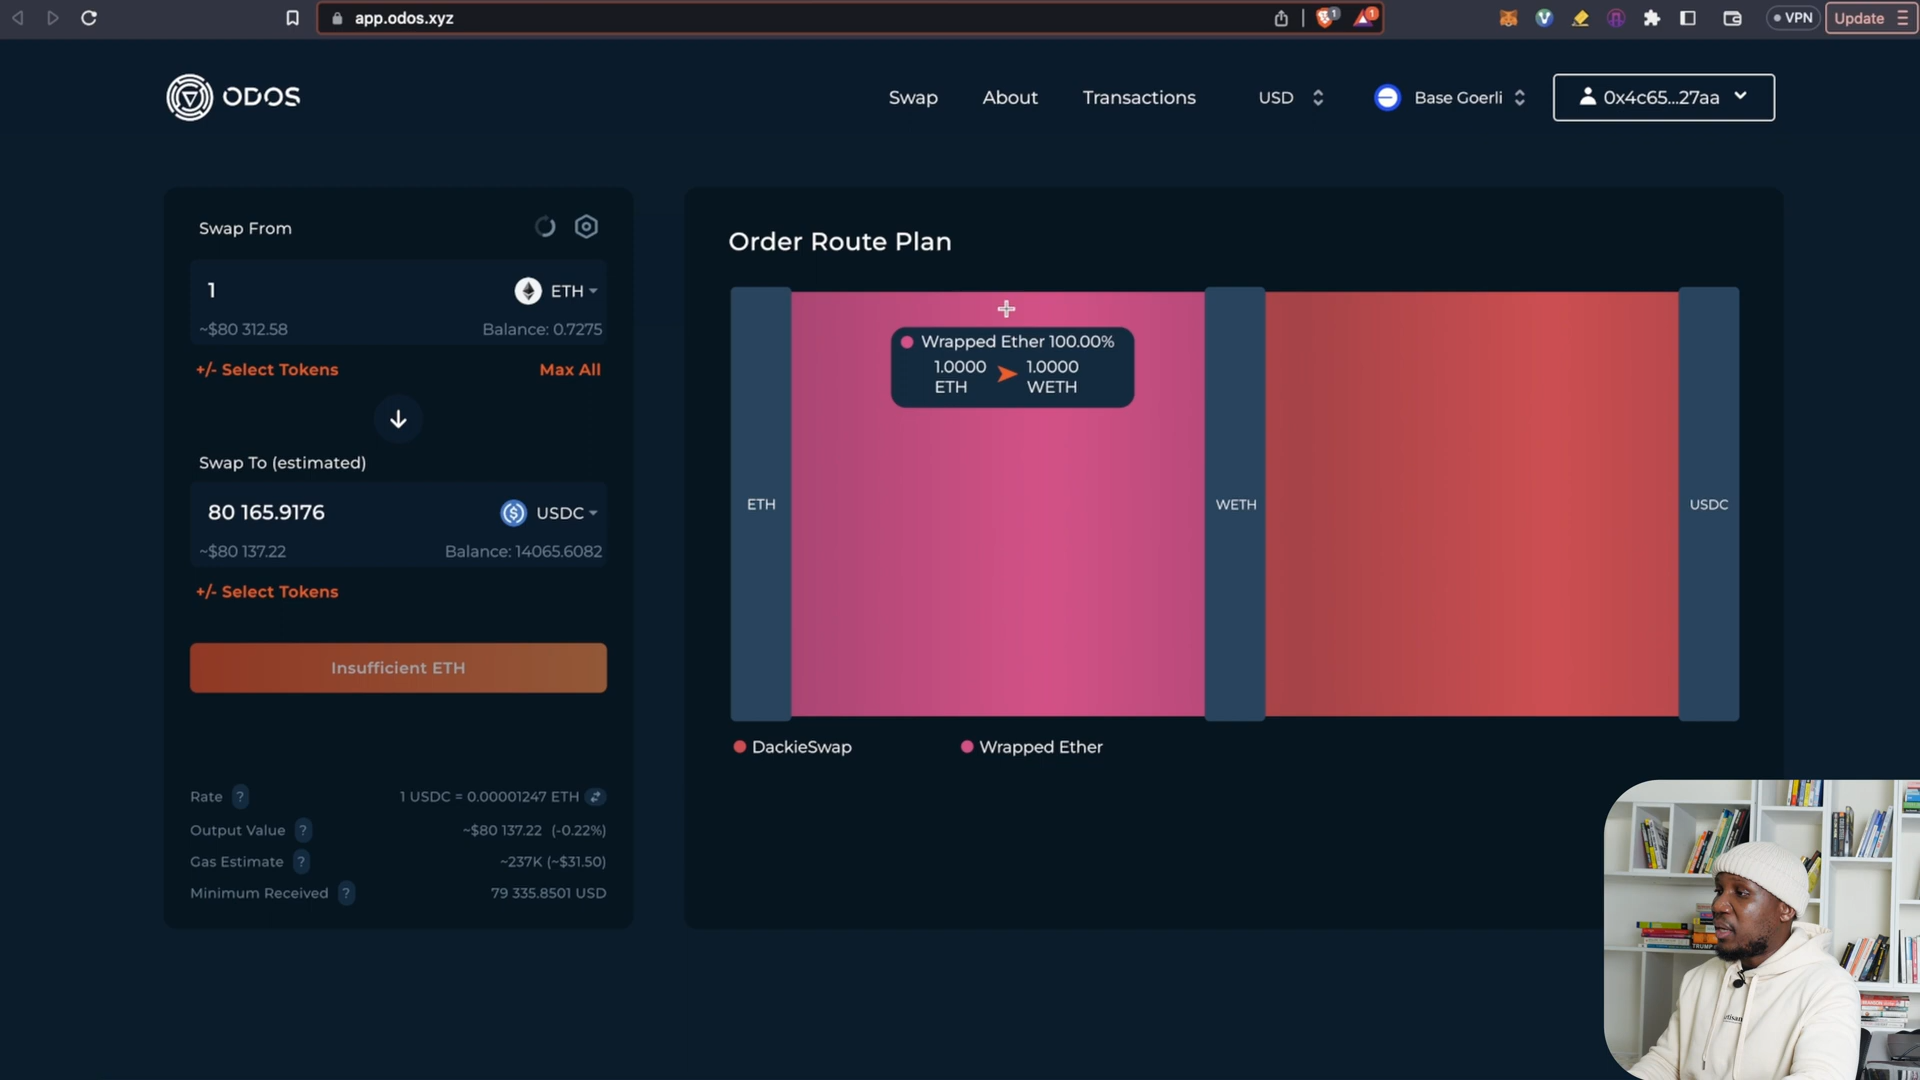 app.odos.xyz
1
1
VPN
Update
ODOS
Swap
About
Transactions
USD
Base Goerli
0x4c65...27aa
Swap From
1
ETH
~$80 312.58
Balance: 0.7275
+/- Select Tokens
Max All
Swap To (estimated)
80 165.9176
USDC
~$80 137.22
Balance: 14065.6082
+/- Select Tokens
Insufficient ETH
Rate ?
1 USDC = 0.00001247 ETH
Output Value ?
~$80 137.22 (-0.22%)
Gas Estimate ?
~237K (~$31.50)
Minimum Received ?
79 335.8501 USD
Order Route Plan
Wrapped Ether 100.00%
1.0000 1.0000
ETH WETH
ETH
WETH
USDC
DackieSwap
Wrapped Ether
TRUMP